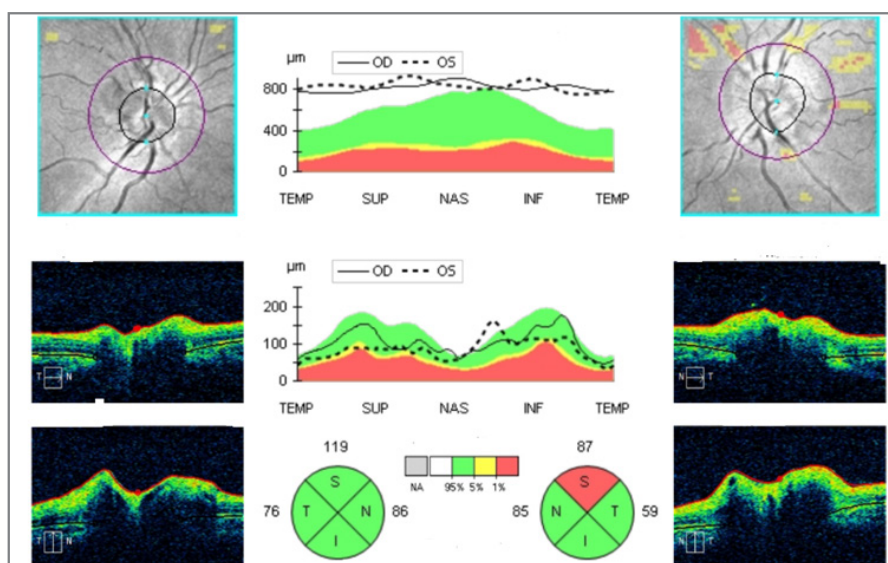 µm — OD ---- OS
800
400
0
TEMP SUP NAS INF TEMP
µm — OD ---- OS
200
100
0
TEMP SUP NAS INF TEMP
T N
N T
119
87
NA 95% 5% 1%
S
76 T N 86
I
S
85 N T 59
I
T N
N T